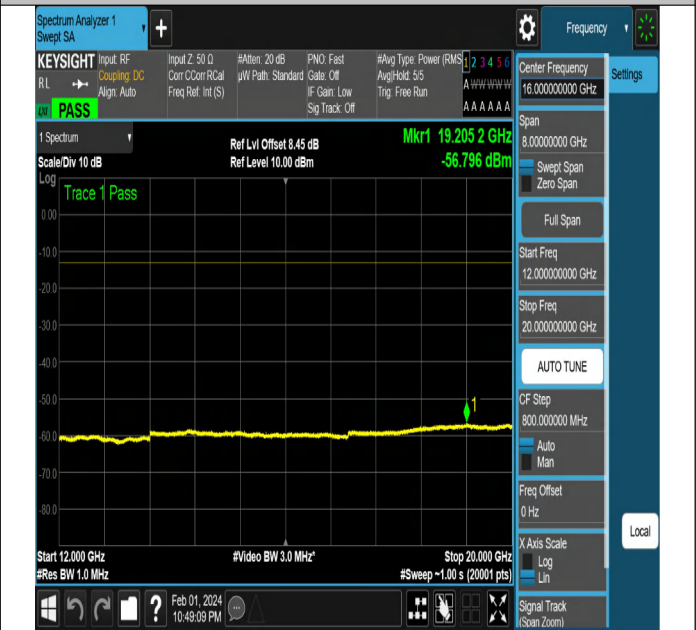 Spectrum Analyzer 1
Swept SA
+
Frequency
KEYSIGHT
RL
PASS
Input: RF
Coupling: DC
Align: Auto
Input Z: 50 Ω
Corr CCorr RCal
Freq Ref: Int (S)
#Atten: 20 dB
µW Path: Standard
PNO: Fast
Gate: Off
IF Gain: Low
Sig Track: Off
#Avg Type: Power (RMS
Avg|Hold: 5/5
Trig: Free Run
1 2 3 4 5 6
A W W W W W
A A A A A A
Center Frequency
16.000000000 GHz
Settings
1 Spectrum
Scale/Div 10 dB
Ref Lvl Offset 8.45 dB
Ref Level 10.00 dBm
Mkr1 19.205 2 GHz
-56.796 dBm
Log
Trace 1 Pass
0.00
-10.0
-20.0
-30.0
-40.0
-50.0
-60.0
-70.0
-80.0
1
Start 12.000 GHz
#Res BW 1.0 MHz
#Video BW 3.0 MHz*
Stop 20.000 GHz
#Sweep ~1.00 s (20001 pts)
Span
8.00000000 GHz
Swept Span
Zero Span
Full Span
Start Freq
12.000000000 GHz
Stop Freq
20.000000000 GHz
AUTO TUNE
CF Step
800.000000 MHz
Auto
Man
Freq Offset
0 Hz
X Axis Scale
Log
Lin
Signal Track
(Span Zoom)
Local
?
Feb 01, 2024
10:49:09 PM